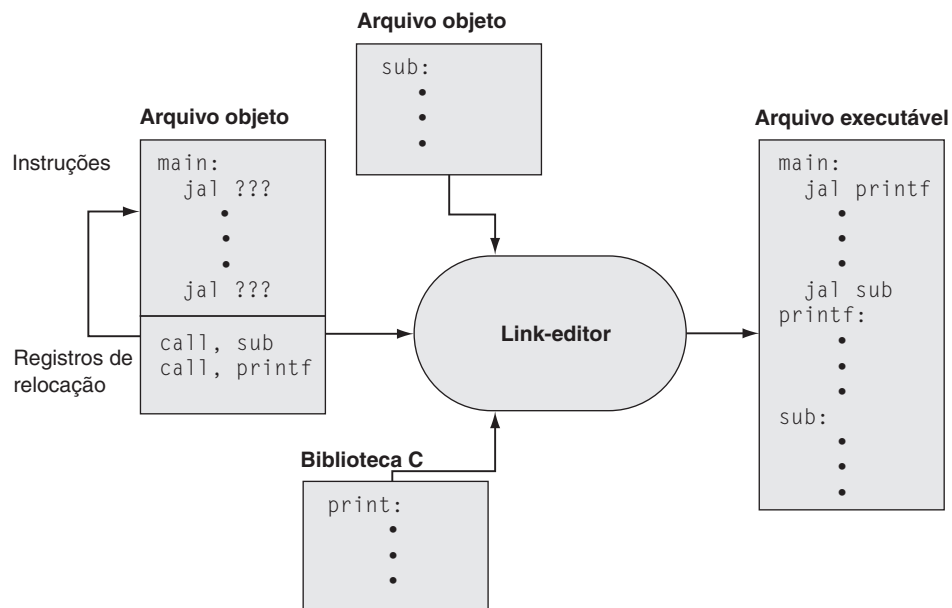 Arquivo objeto
sub:
Arquivo objeto
Instruções
main:
jal ???
jal ???
Registros de
relocação
call, sub
call, printf
Link-editor
Biblioteca C
print:
Arquivo executável
main:
jal printf
jal sub
printf:
sub: